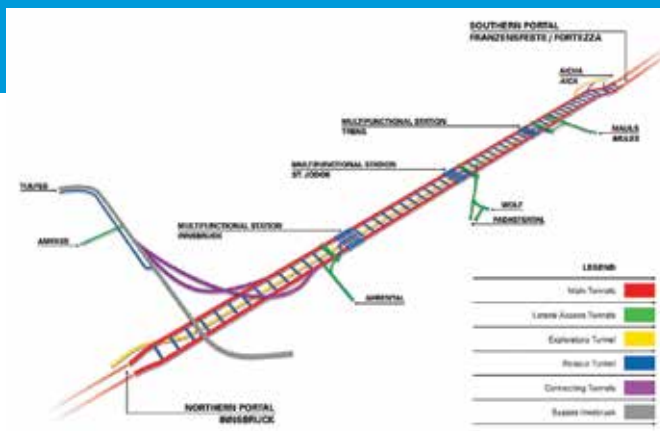 SOUTHERN PORTAL
FRANZENSFESTE / FORTEZZA
AICHA
AICA
MULTIFUNCTIONAL STATION
TRENS
MAULS
MULES
MULTIFUNCTIONAL STATION
ST. JODOK
TULFES
WOLF
PADASTERTAL
MULTIFUNCTIONAL STATION
INNSBRUCK
AMPASS
AHRENTAL
LEGEND
Main Tunnels
Lateral Access Tunnels
Exploratory Tunnel
Rescue Tunnel
Connecting Tunnels
Bypass Innsbruck
NORTHERN PORTAL
INNSBRUCK